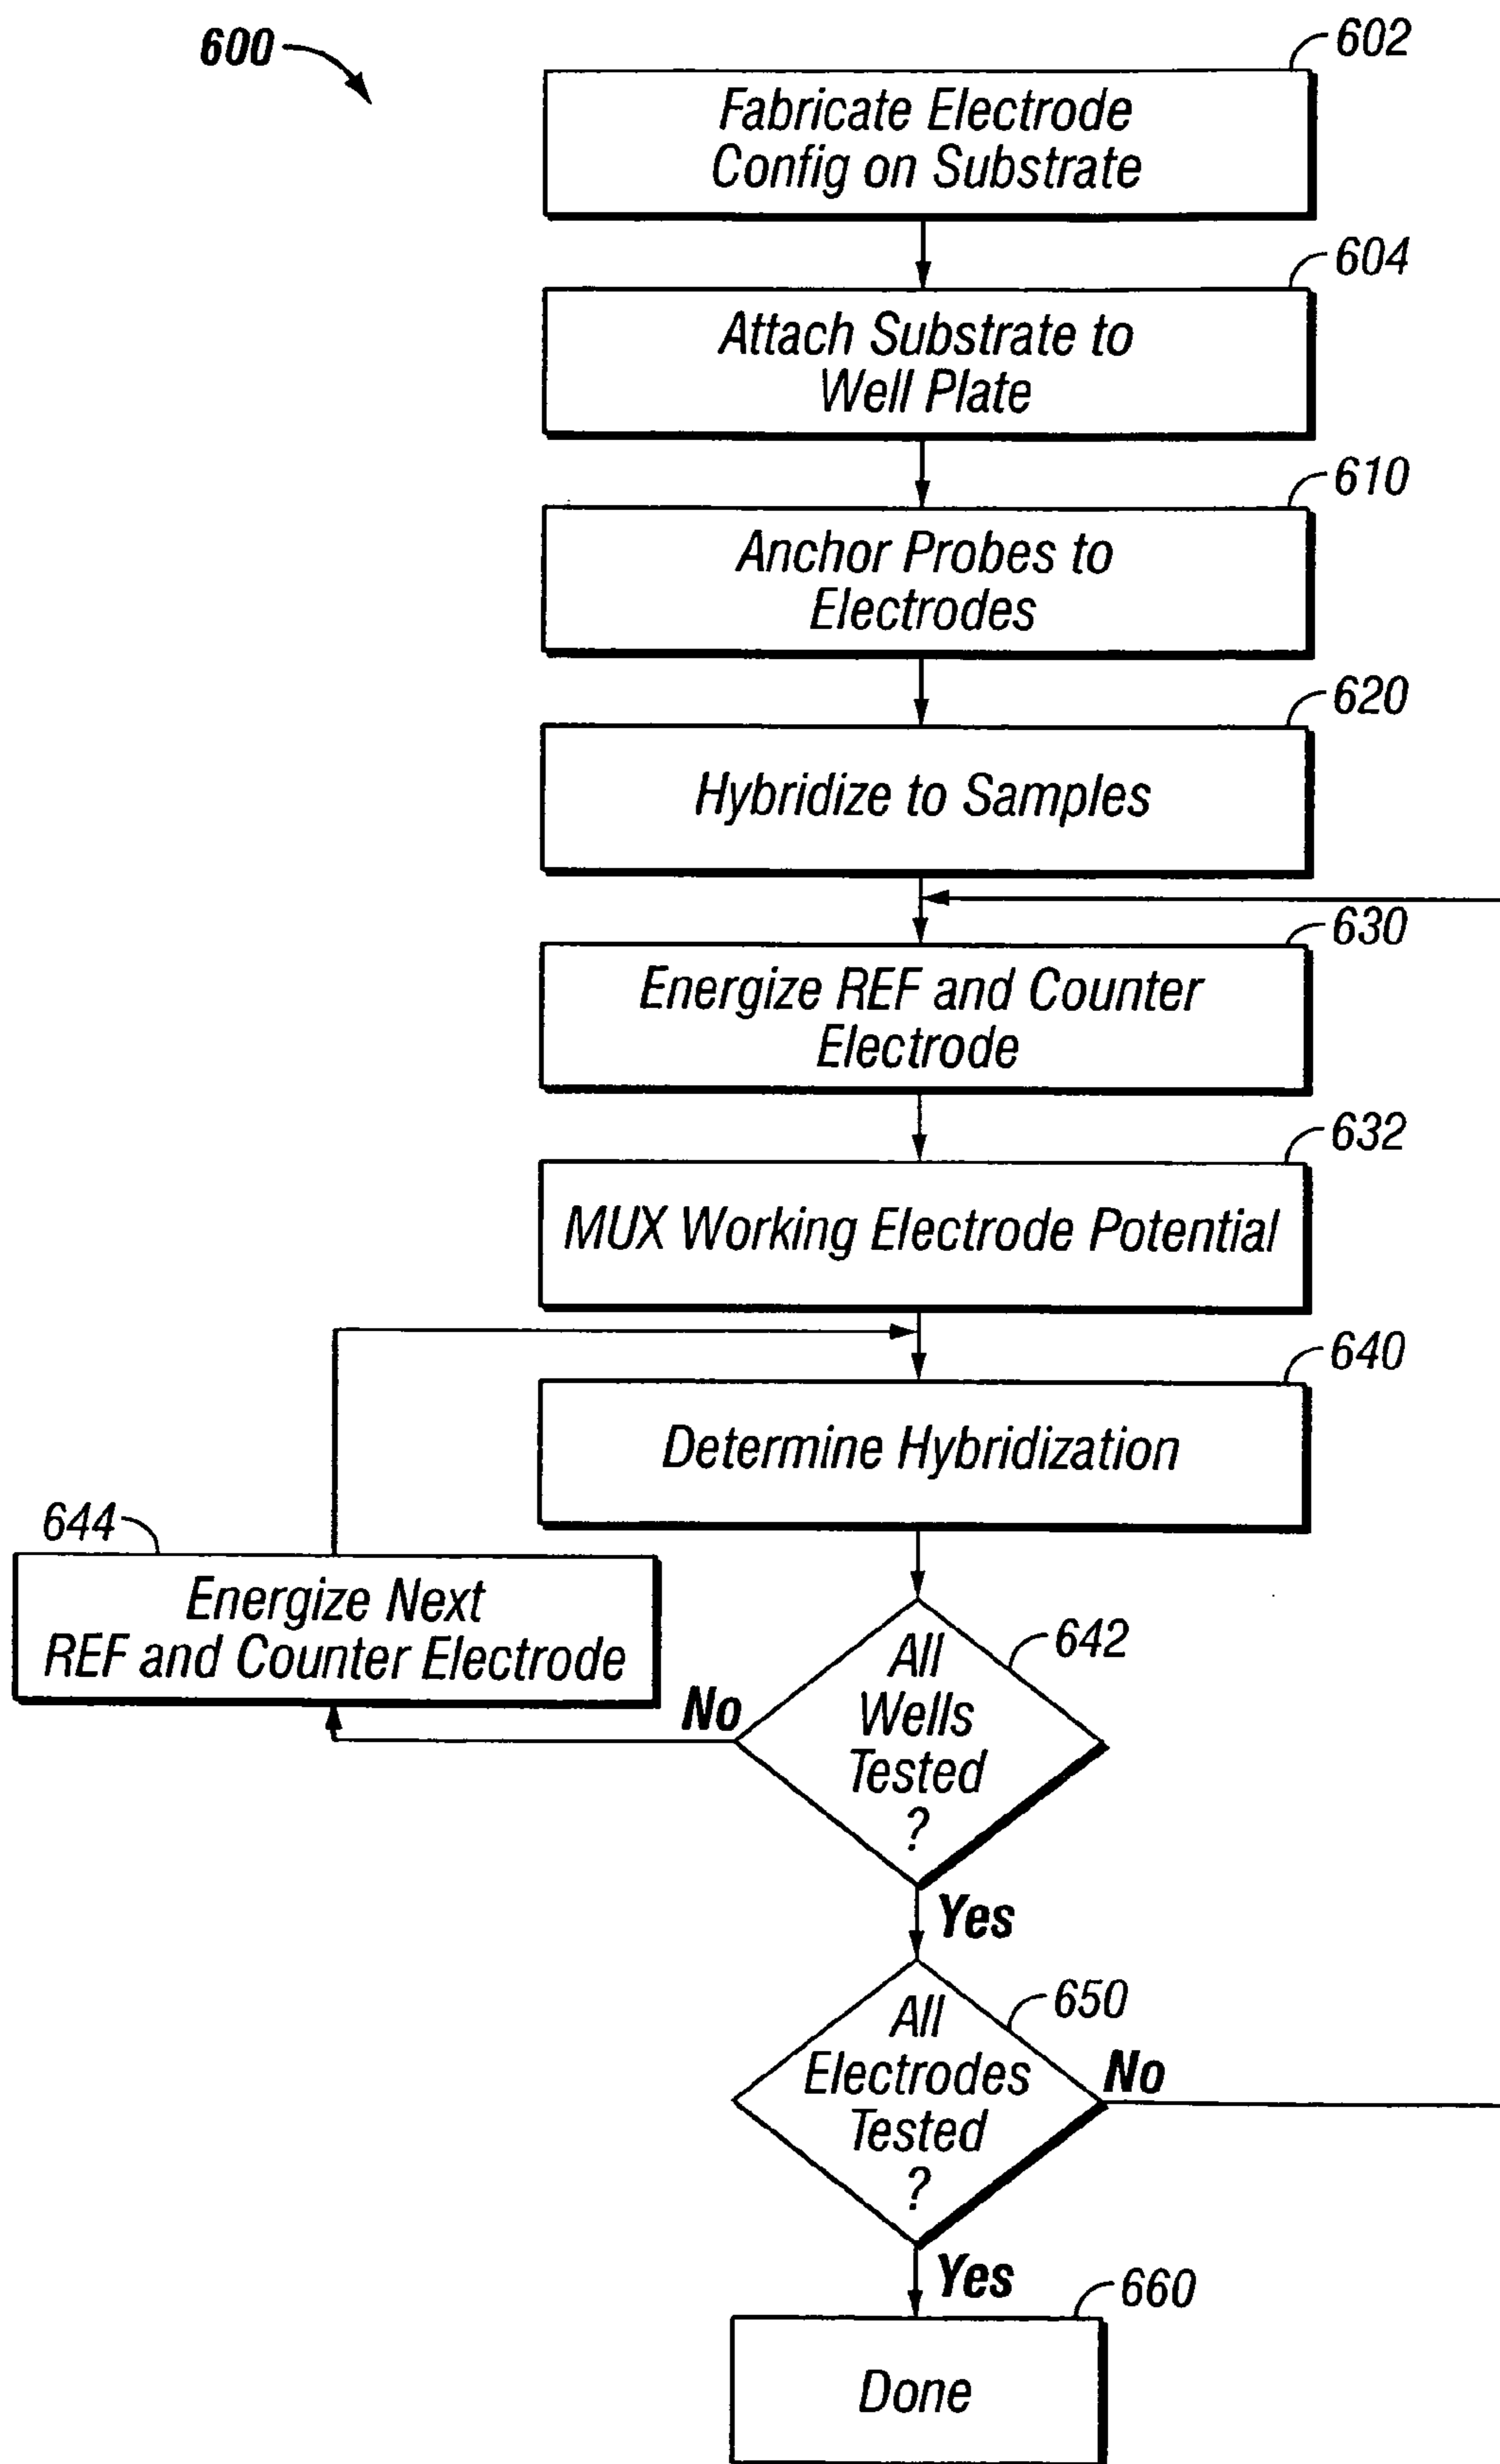 600
602
Fabricate Electrode
Config on Substrate
604
Attach Substrate to
Well Plate
610
Anchor Probes to
Electrodes
620
Hybridize to Samples
630
Energize REF and Counter
Electrode
632
MUX Working Electrode Potential
640
Determine Hybridization
644
Energize Next
REF and Counter Electrode
642
All
Wells
Tested
?
No
Yes
650
All
Electrodes
Tested
?
No
Yes
660
Done